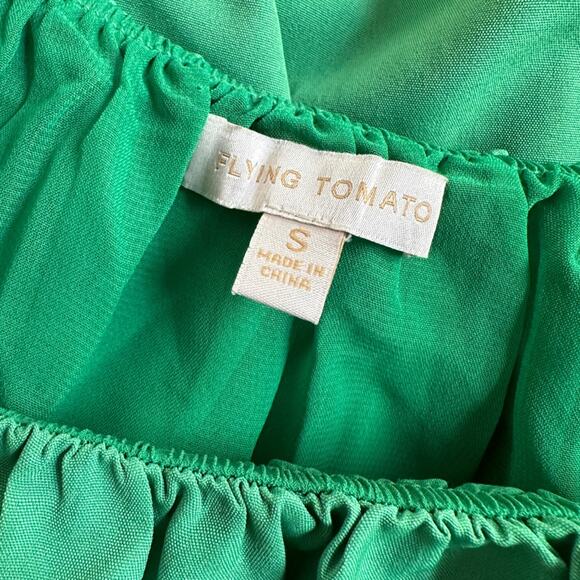 FLYING TOMATO
S
MADE IN
CHINA